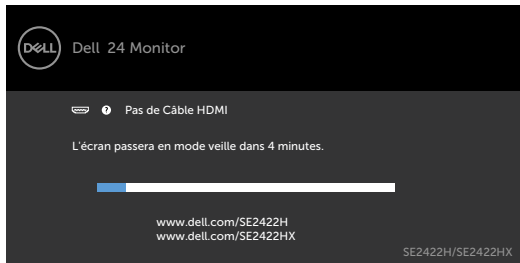 DELL
Dell 24 Monitor
Pas de Câble HDMI
L'écran passera en mode veille dans 4 minutes.
www.dell.com/SE2422H
www.dell.com/SE2422HX
SE2422H/SE2422HX